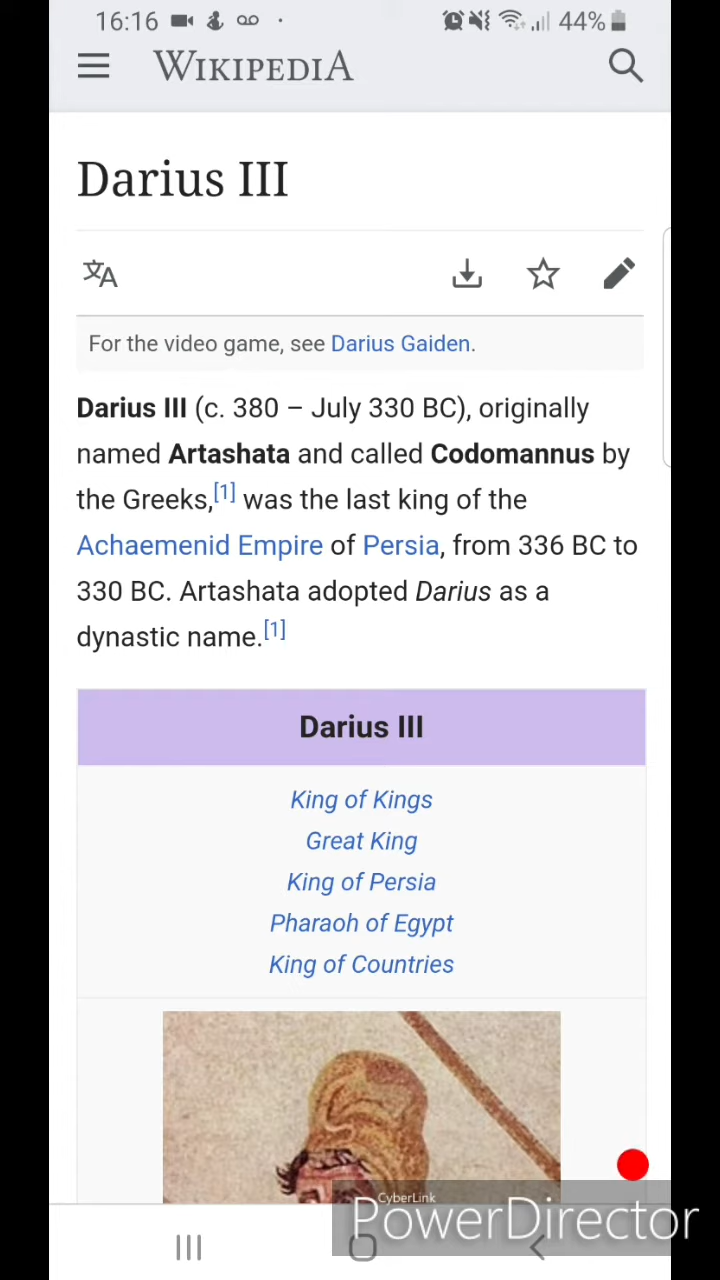 16:16 44%
WIKIPEDIA
Darius III
For the video game, see Darius Gaiden.
Darius III (c. 380 – July 330 BC), originally
named Artashata and called Codomannus by
the Greeks,[1] was the last king of the
Achaemenid Empire of Persia, from 336 BC to
330 BC. Artashata adopted Darius as a
dynastic name.[1]
Darius III
King of Kings
Great King
King of Persia
Pharaoh of Egypt
King of Countries
CyberLink
PowerDirector